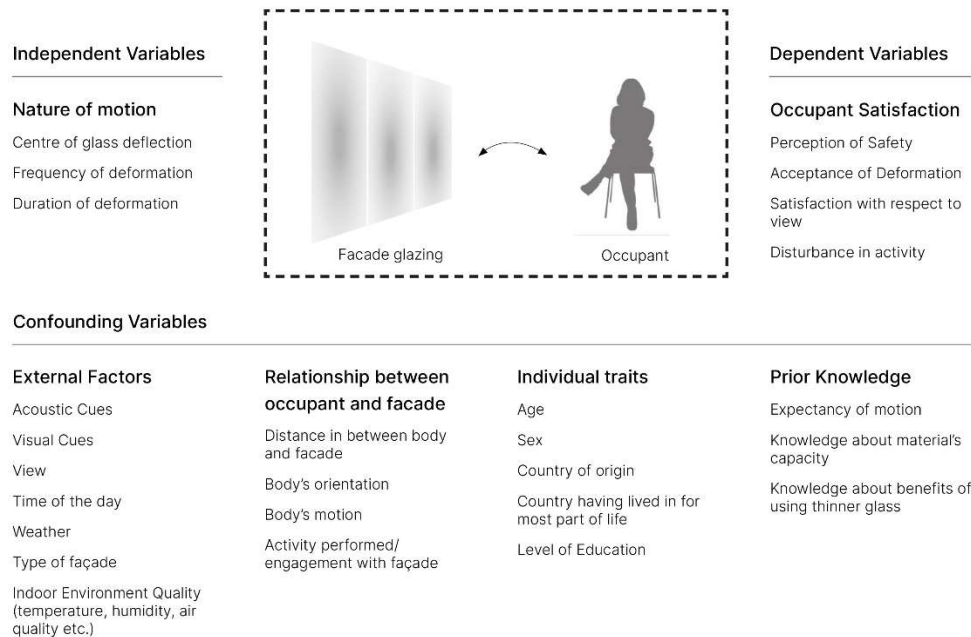 Independent Variables
Nature of motion
Centre of glass deflection
Frequency of deformation
Duration of deformation
Facade glazing
Occupant
Dependent Variables
Occupant Satisfaction
Perception of Safety
Acceptance of Deformation
Satisfaction with respect to
view
Disturbance in activity
Confounding Variables
External Factors
Acoustic Cues
Visual Cues
View
Time of the day
Weather
Type of façade
Indoor Environment Quality
(temperature, humidity, air
quality etc.)
Relationship between
occupant and facade
Distance in between body
and facade
Body's orientation
Body's motion
Activity performed/
engagement with façade
Individual traits
Age
Sex
Country of origin
Country having lived in for
most part of life
Level of Education
Prior Knowledge
Expectancy of motion
Knowledge about material's
capacity
Knowledge about benefits of
using thinner glass